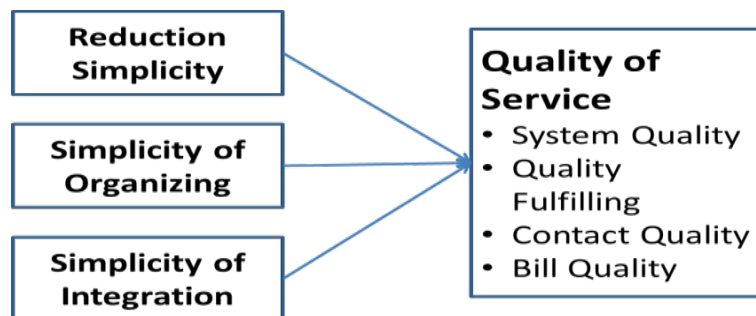 Reduction
Simplicity
Simplicity of
Organizing
Simplicity of
Integration
Quality of
Service
• System Quality
• Quality
Fulfilling
• Contact Quality
• Bill Quality